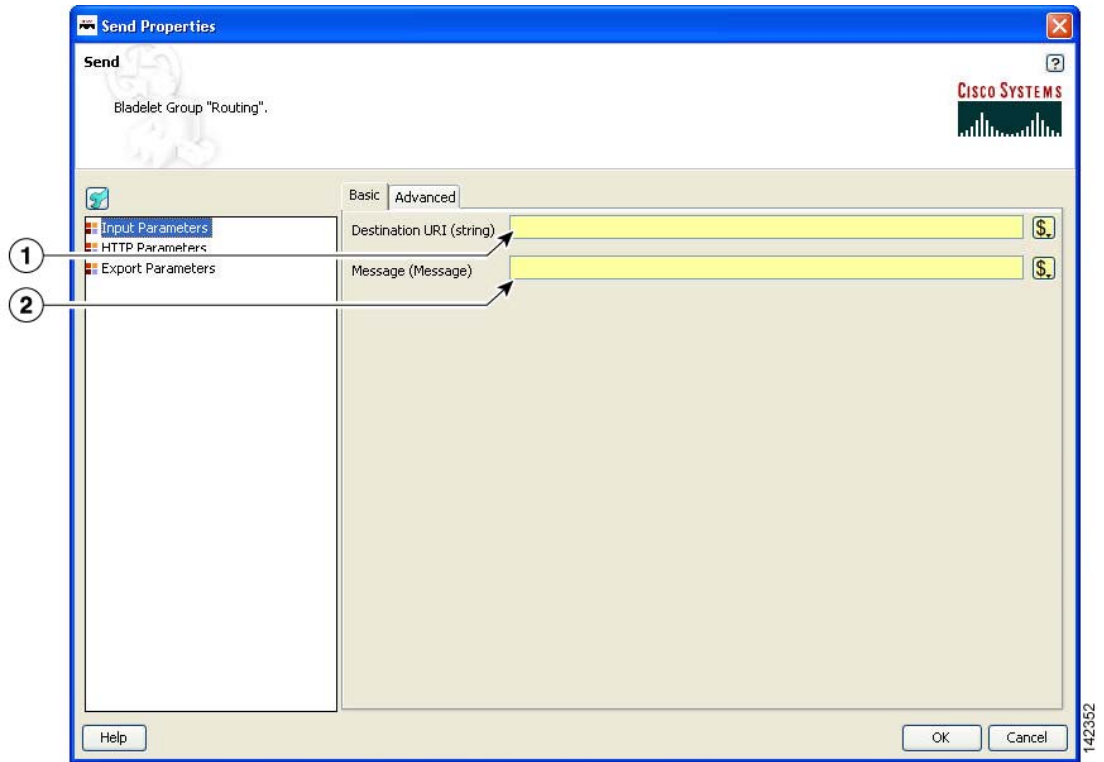 Send Properties
Send
?
Bladelet Group "Routing".
CISCO SYSTEMS
Basic
Advanced
Input Parameters
HTTP Parameters
Export Parameters
Destination URI (string)
$
Message (Message)
$
1
2
Help
OK
Cancel
142352